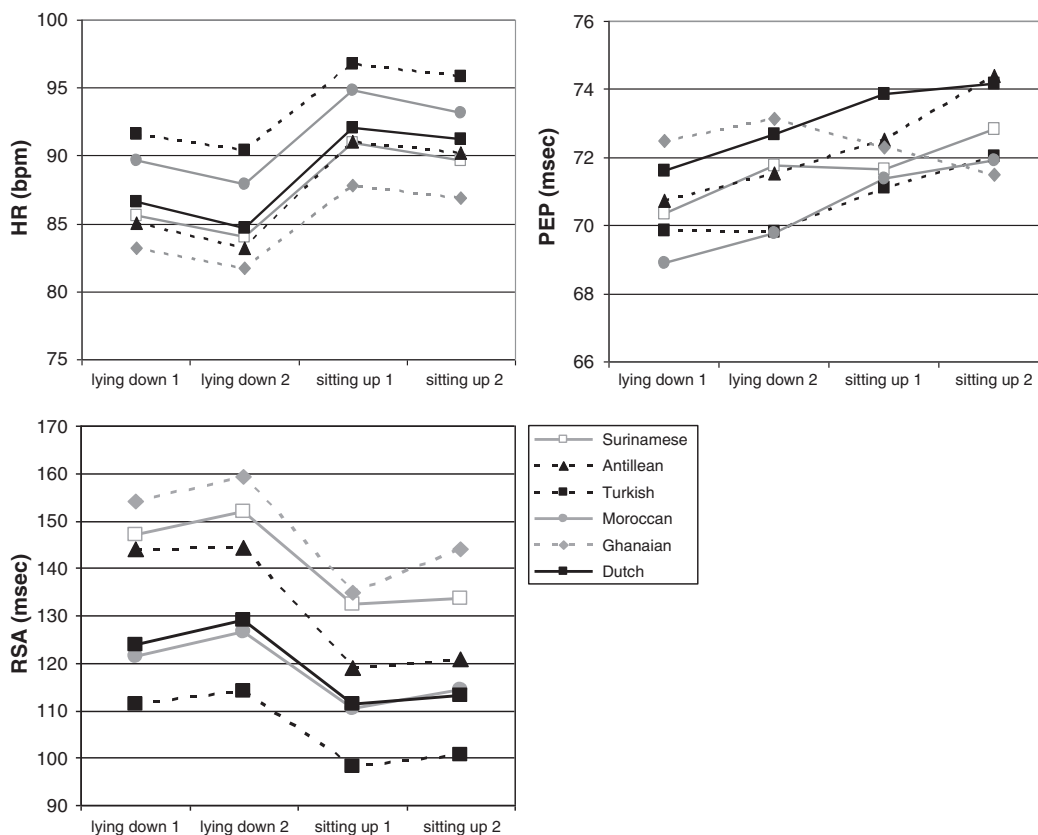 HR (bpm)
100
95
90
85
80
75
lying down 1 lying down 2 sitting up 1 sitting up 2
PEP (msec)
76
74
72
70
68
66
lying down 1 lying down 2 sitting up 1 sitting up 2
RSA (msec)
170
160
150
140
130
120
110
100
90
lying down 1 lying down 2 sitting up 1 sitting up 2
Surinamese
Antillean
Turkish
Moroccan
Ghanaian
Dutch